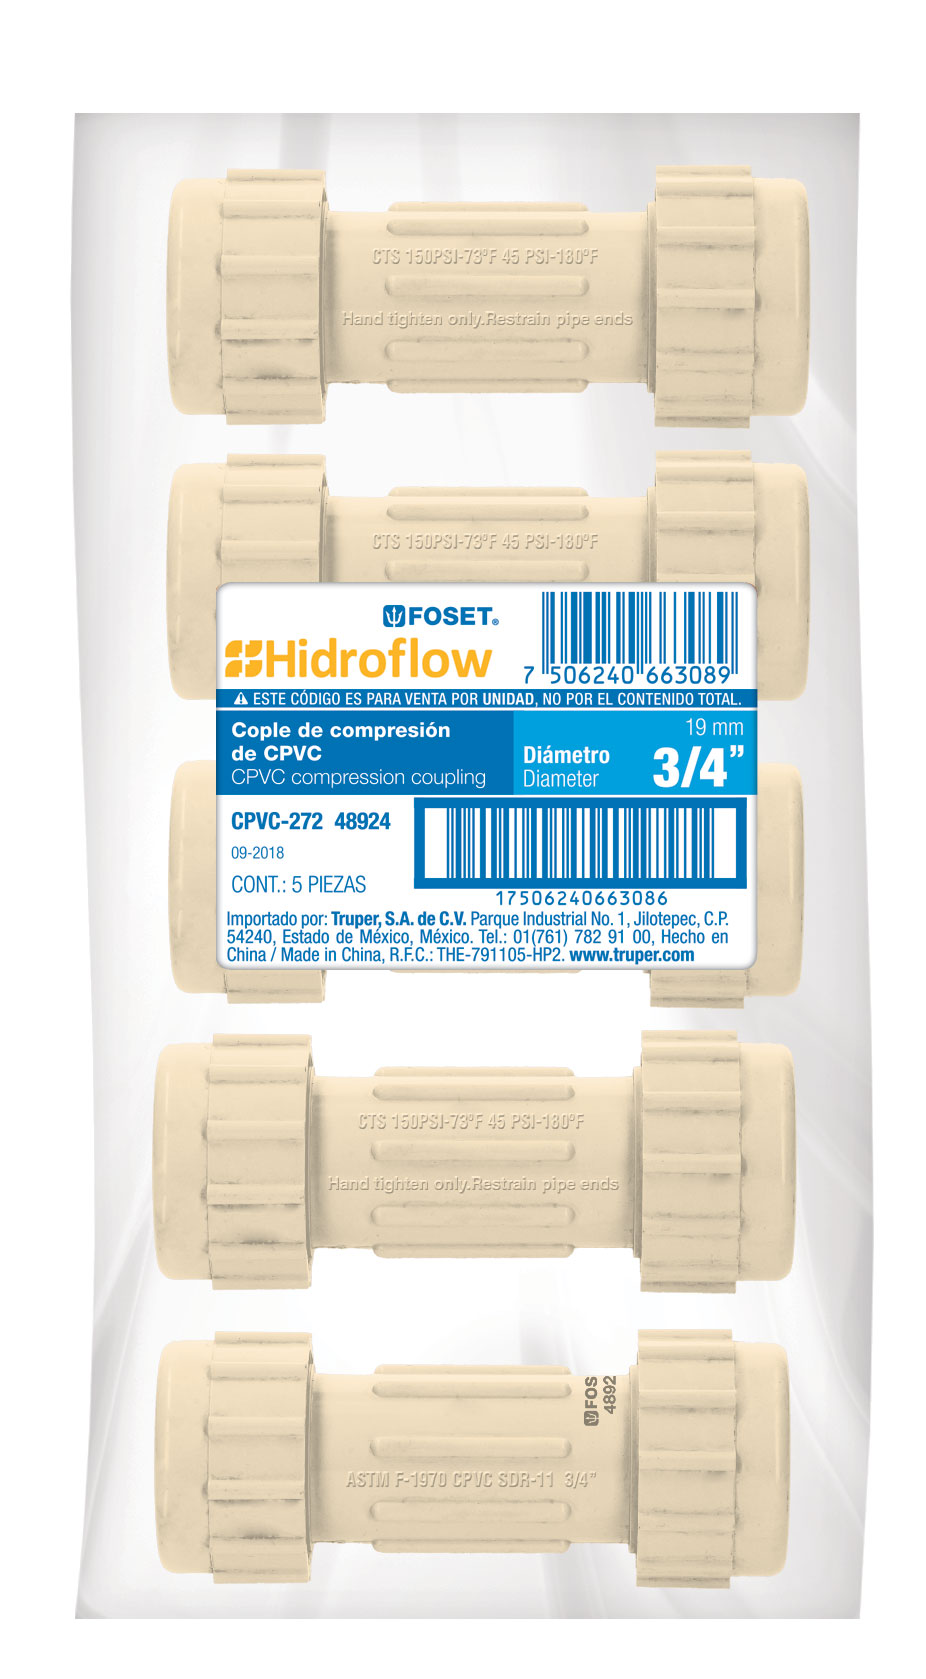 CTS 150PSI-73°F 45 PSI-180°F
Hand tighten only.Restrain pipe ends
CTS 150PSI-73°F 45 PSI-180°F
FOSET®
Hidroflow
7 506240 663089
ESTE CÓDIGO ES PARA VENTA POR UNIDAD, NO POR EL CONTENIDO TOTAL.
Cople de compresión
de CPVC
CPVC compression coupling
Diámetro
Diameter
19 mm
3/4”
CPVC-272 48924
09-2018
CONT.: 5 PIEZAS
17506240663086
Importado por: Truper, S.A. de C.V. Parque Industrial No. 1, Jilotepec, C.P.
54240, Estado de México, México. Tel.: 01(761) 782 91 00, Hecho en
China / Made in China, R.F.C.: THE-791105-HP2. www.truper.com
CTS 150PSI-73°F 45 PSI-180°F
Hand tighten only.Restrain pipe ends
FOS
4892
ASTM F-1970 CPVC SDR-11 3/4"